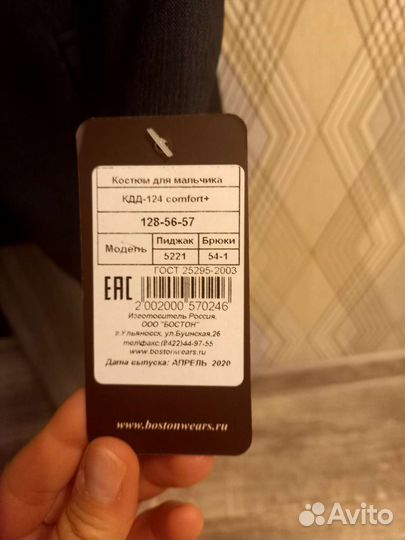 Костюм для мальчика
КДД-124 comfort+
128-56-57
Модель Пиджак Брюки
5221 54-1
ГОСТ 25295-2003
EAC
2 002000 570246
Изготовитель Россия,
ООО "БОСТОН"
г.Ульяновск, ул.Буинская,26
тел/факс:(8422)44-97-55
www.bostonwears.ru
Дата выпуска: АПРЕЛЬ 2020
www.bostonwears.ru
Avito